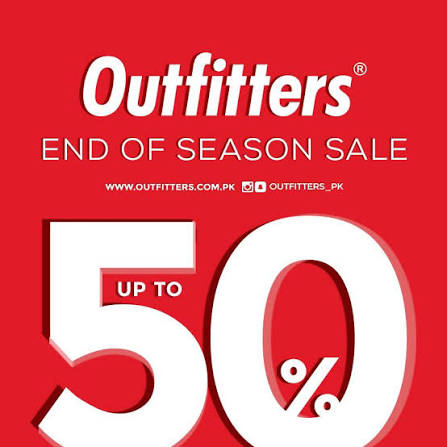 Outfitters®
END OF SEASON SALE
WWW.OUTFITTERS.COM.PK OUTFITTERS_PK
UP TO
50%